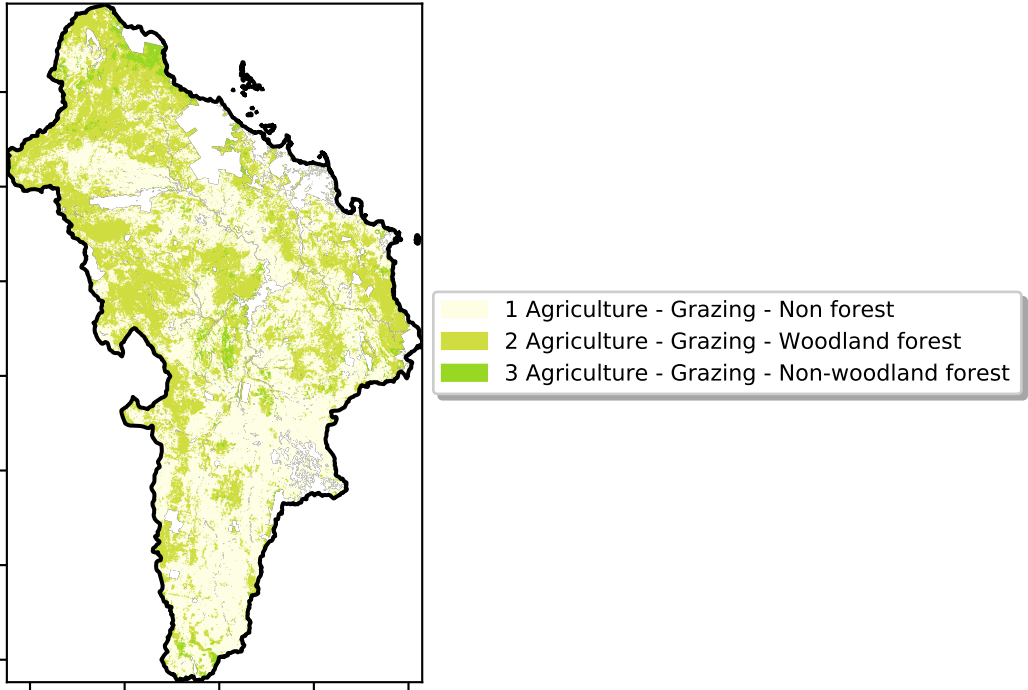 1 Agriculture - Grazing - Non forest
2 Agriculture - Grazing - Woodland forest
3 Agriculture - Grazing - Non-woodland forest